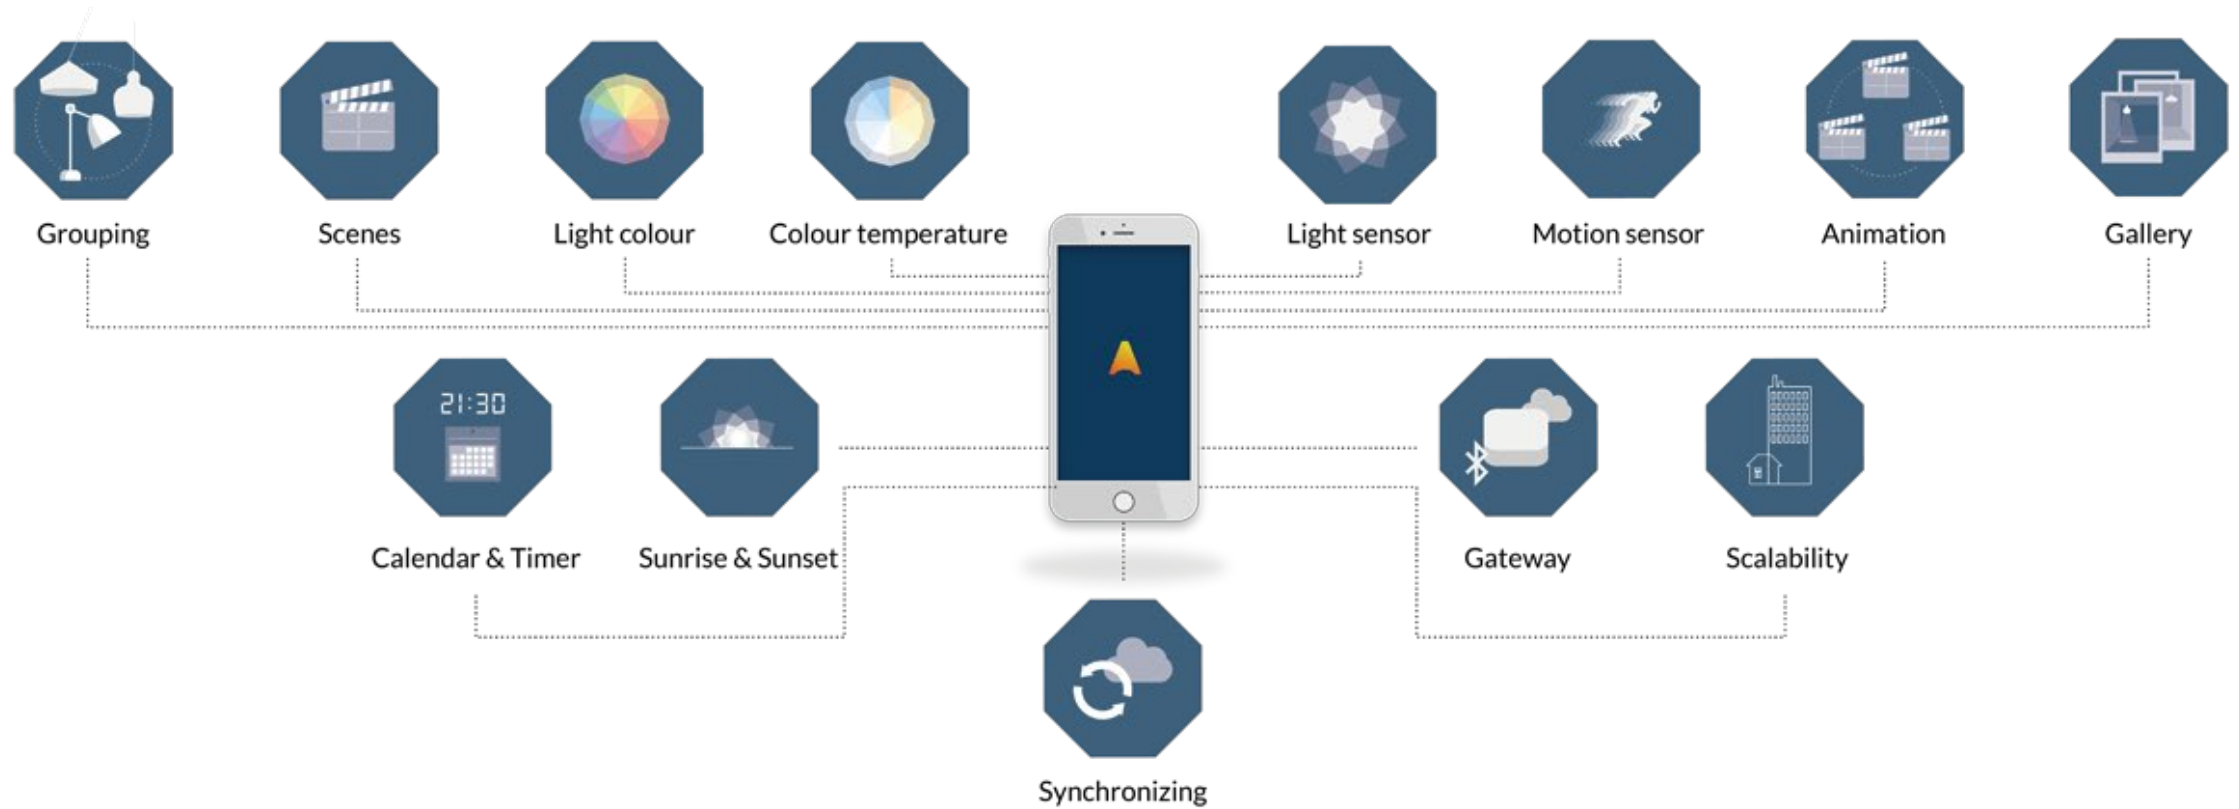 Grouping
Scenes
Light colour
Colour temperature
Light sensor
Motion sensor
Animation
Gallery
21:30
Calendar & Timer
Sunrise & Sunset
Gateway
Scalability
Synchronizing